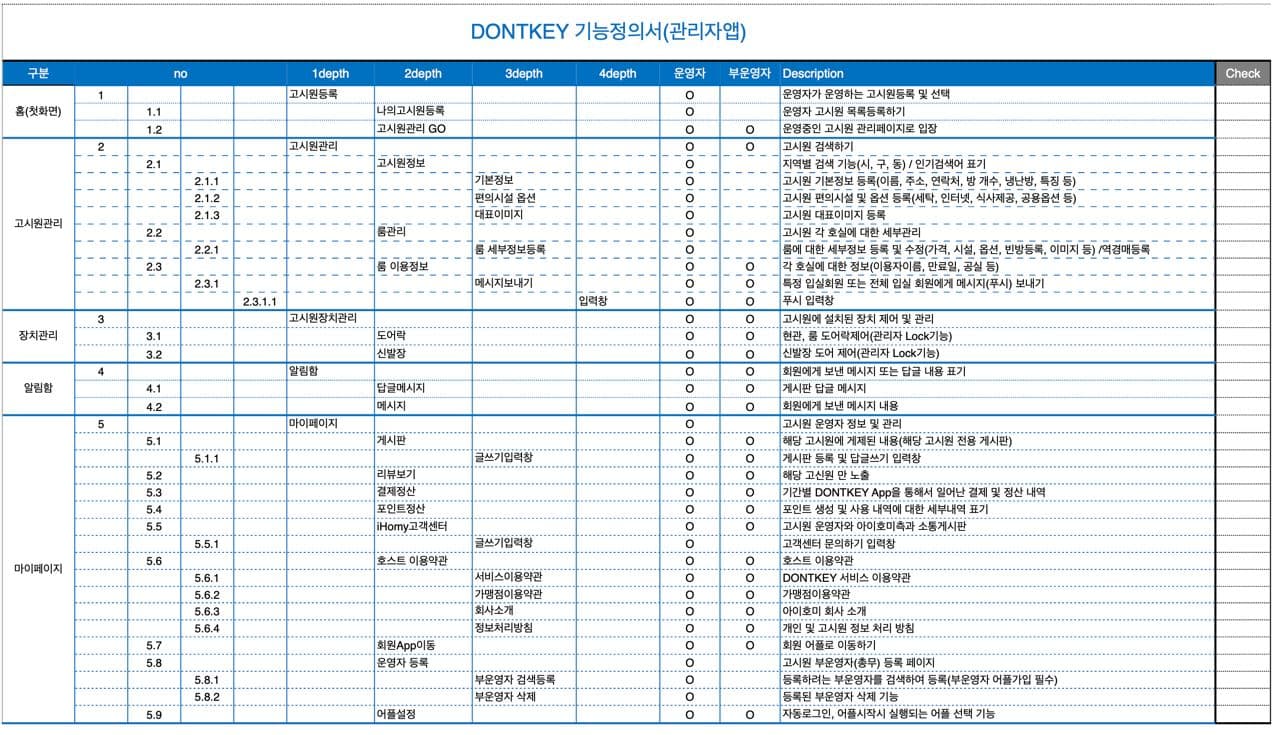 DONTKEY 기능정의서(관리자앱)
구분 no 1depth 2depth 3depth 4depth 운영자 부운영자 Description Check
홈(첫화면)
1 고시원등록 O 운영자가 운영하는 고시원등록 및 선택
1.1 나의고시원등록 O 운영자 고시원 목록등록하기
1.2 고시원관리 GO O O 운영중인 고시원 관리페이지로 입장
고시원관리
2 고시원관리 O O 고시원 검색하기
2.1 고시원정보 O 지역별 검색 기능(시, 구, 동) / 인기검색어 표기
2.1.1 기본정보 O 고시원 기본정보 등록(이름, 주소, 연락처, 방 개수, 냉난방, 특징 등)
2.1.2 편의시설 옵션 O 고시원 편의시설 및 옵션 등록(세탁, 인터넷, 식사제공, 공용옵션 등)
2.1.3 대표이미지 O 고시원 대표이미지 등록
2.2 룸관리 O 고시원 각 호실에 대한 세부관리
2.2.1 룸 세부정보등록 O 룸에 대한 세부정보 등록 및 수정(가격, 시설, 옵션, 빈방등록, 이미지 등) /역경매등록
2.3 룸 이용정보 O O 각 호실에 대한 정보(이용자이름, 만료일, 공실 등)
2.3.1 메시지보내기 O O 특정 입실회원 또는 전체 입실 회원에게 메시지(푸시) 보내기
2.3.1.1 입력창 O O 푸시 입력창
장치관리
3 고시원장치관리 O O 고시원에 설치된 장치 제어 및 관리
3.1 도어락 O O 현관, 룸 도어락제어(관리자 Lock기능)
3.2 신발장 O O 신발장 도어 제어(관리자 Lock기능)
알림함
4 알림함 O O 회원에게 보낸 메시지 또는 답글 내용 표기
4.1 답글메시지 O O 게시판 답글 메시지
4.2 메시지 O O 회원에게 보낸 메시지 내용
마이페이지
5 마이페이지 O 고시원 운영자 정보 및 관리
5.1 게시판 O O 해당 고시원에 게제된 내용(해당 고시원 전용 게시판)
5.1.1 글쓰기입력창 O O 게시판 등록 및 답글쓰기 입력창
5.2 리뷰보기 O O 해당 고신원 만 노출
5.3 결제정산 O O 기간별 DONTKEY App을 통해서 일어난 결제 및 정산 내역
5.4 포인트정산 O O 포인트 생성 및 사용 내역에 대한 세부내역 표기
5.5 iHomy고객센터 O O 고시원 운영자와 아이호미측과 소통게시판
5.5.1 글쓰기입력창 O 고객센터 문의하기 입력창
5.6 호스트 이용약관 O O 호스트 이용약관
5.6.1 서비스이용약관 O O DONTKEY 서비스 이용약관
5.6.2 가맹점이용약관 O O 가맹점이용약관
5.6.3 회사소개 O O 아이호미 회사 소개
5.6.4 정보처리방침 O O 개인 및 고시원 정보 처리 방침
5.7 회원App이동 O O 회원 어플로 이동하기
5.8 운영자 등록 O 고시원 부운영자(총무) 등록 페이지
5.8.1 부운영자 검색등록 O 등록하려는 부운영자를 검색하여 등록(부운영자 어플가입 필수)
5.8.2 부운영자 삭제 O 등록된 부운영자 삭제 기능
5.9 어플설정 O O 자동로그인, 어플시작시 실행되는 어플 선택 기능